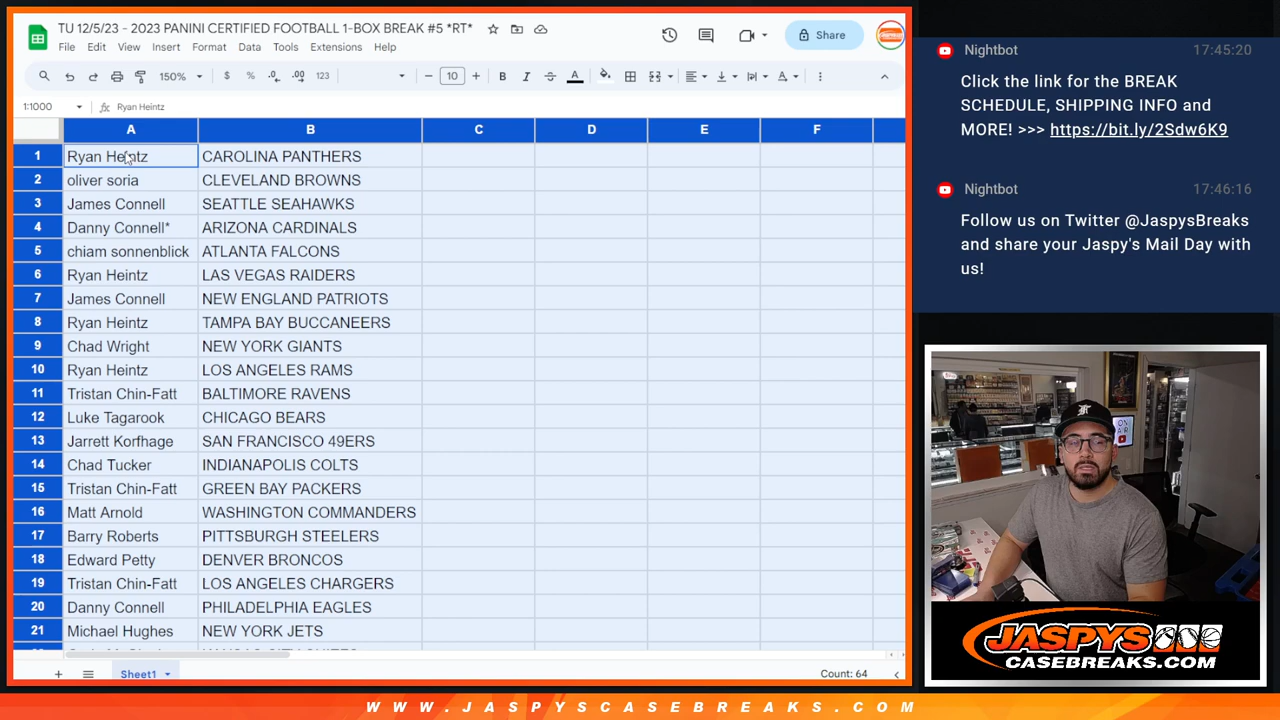 TU 12/5/23 - 2023 PANINI CERTIFIED FOOTBALL 1-BOX BREAK #5 *RT*
Share
File Edit View Insert Format Data Tools Extensions Help
150% $ % .0 .00 123 10 B I A
1:1000 Ryan Heintz
A B C D E F
1 Ryan Heintz CAROLINA PANTHERS
2 oliver soria CLEVELAND BROWNS
3 James Connell SEATTLE SEAHAWKS
4 Danny Connell* ARIZONA CARDINALS
5 chiam sonnenblick ATLANTA FALCONS
6 Ryan Heintz LAS VEGAS RAIDERS
7 James Connell NEW ENGLAND PATRIOTS
8 Ryan Heintz TAMPA BAY BUCCANEERS
9 Chad Wright NEW YORK GIANTS
10 Ryan Heintz LOS ANGELES RAMS
11 Tristan Chin-Fatt BALTIMORE RAVENS
12 Luke Tagarook CHICAGO BEARS
13 Jarrett Korfhage SAN FRANCISCO 49ERS
14 Chad Tucker INDIANAPOLIS COLTS
15 Tristan Chin-Fatt GREEN BAY PACKERS
16 Matt Arnold WASHINGTON COMMANDERS
17 Barry Roberts PITTSBURGH STEELERS
18 Edward Petty DENVER BRONCOS
19 Tristan Chin-Fatt LOS ANGELES CHARGERS
20 Danny Connell PHILADELPHIA EAGLES
21 Michael Hughes NEW YORK JETS
Sheet1
Count: 64
Nightbot 17:45:20
Click the link for the BREAK
SCHEDULE, SHIPPING INFO and
MORE! >>> https://bit.ly/2Sdw6K9
Nightbot 17:46:16
Follow us on Twitter @JaspysBreaks
and share your Jaspy's Mail Day with
us!
ON
AIR
JASPYS
CASEBREAKS.COM
WWW.JASPYSCASEBREAKS.COM